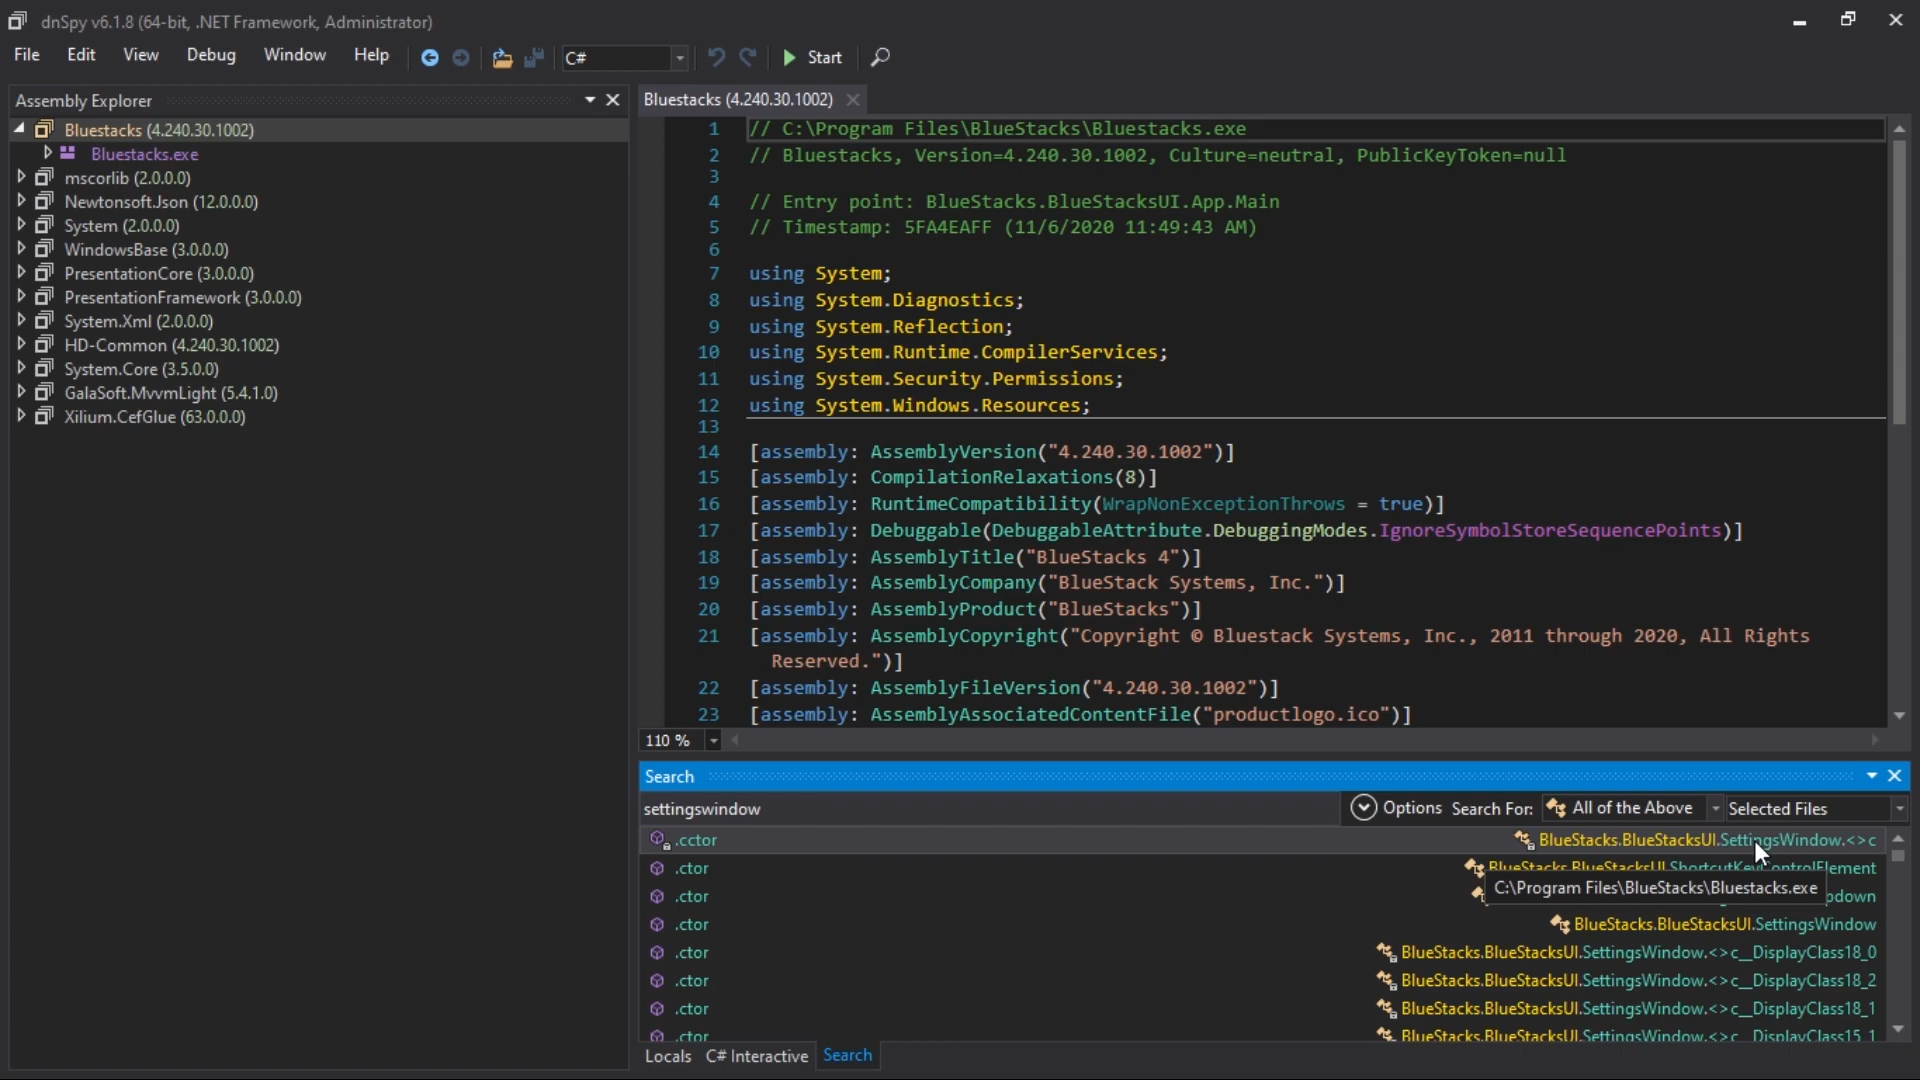 dnSpy v6.1.8 (64-bit, .NET Framework, Administrator)
File Edit View Debug Window Help C# Start
Assembly Explorer
Bluestacks (4.240.30.1002)
Bluestacks.exe
mscorlib (2.0.0.0)
Newtonsoft.Json (12.0.0.0)
System (2.0.0.0)
WindowsBase (3.0.0.0)
PresentationCore (3.0.0.0)
PresentationFramework (3.0.0.0)
System.Xml (2.0.0.0)
HD-Common (4.240.30.1002)
System.Core (3.5.0.0)
GalaSoft.MvvmLight (5.4.1.0)
Xilium.CefGlue (63.0.0.0)
Bluestacks (4.240.30.1002)
1 // C:\Program Files\BlueStacks\Bluestacks.exe
2 // Bluestacks, Version=4.240.30.1002, Culture=neutral, PublicKeyToken=null
3
4 // Entry point: BlueStacks.BlueStacksUI.App.Main
5 // Timestamp: 5FA4EAFF (11/6/2020 11:49:43 AM)
6
7 using System;
8 using System.Diagnostics;
9 using System.Reflection;
10 using System.Runtime.CompilerServices;
11 using System.Security.Permissions;
12 using System.Windows.Resources;
13
14 [assembly: AssemblyVersion("4.240.30.1002")]
15 [assembly: CompilationRelaxations(8)]
16 [assembly: RuntimeCompatibility(WrapNonExceptionThrows = true)]
17 [assembly: Debuggable(DebuggableAttribute.DebuggingModes.IgnoreSymbolStoreSequencePoints)]
18 [assembly: AssemblyTitle("BlueStacks 4")]
19 [assembly: AssemblyCompany("BlueStack Systems, Inc.")]
20 [assembly: AssemblyProduct("BlueStacks")]
21 [assembly: AssemblyCopyright("Copyright © Bluestack Systems, Inc., 2011 through 2020, All Rights
Reserved.")]
22 [assembly: AssemblyFileVersion("4.240.30.1002")]
23 [assembly: AssemblyAssociatedContentFile("productlogo.ico")]
110 %
Search
settingswindow Options Search For: All of the Above Selected Files
.cctor BlueStacks.BlueStacksUI.SettingsWindow.<>c
.ctor BlueStacks.BlueStacksUI.ShortcutKeyControlElement
C:\Program Files\BlueStacks\Bluestacks.exe
.ctor
.ctor BlueStacks.BlueStacksUI.SettingsWindow
.ctor BlueStacks.BlueStacksUI.SettingsWindow.<>c__DisplayClass18_0
.ctor BlueStacks.BlueStacksUI.SettingsWindow.<>c__DisplayClass18_2
.ctor BlueStacks.BlueStacksUI.SettingsWindow.<>c__DisplayClass18_1
.ctor BlueStacks.BlueStacksUI.SettingsWindow.<>c__DisplayClass15_1
Locals C# Interactive Search